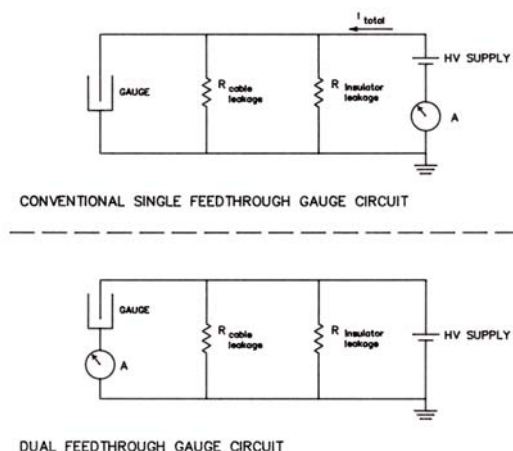 I total
HV SUPPLY
GAUGE
R cable leakage
R insulator leakage
A
CONVENTIONAL SINGLE FEEDTHROUGH GAUGE CIRCUIT
GAUGE
R cable leakage
R insulator leakage
HV SUPPLY
A
DUAL FEEDTHROUGH GAUGE CIRCUIT